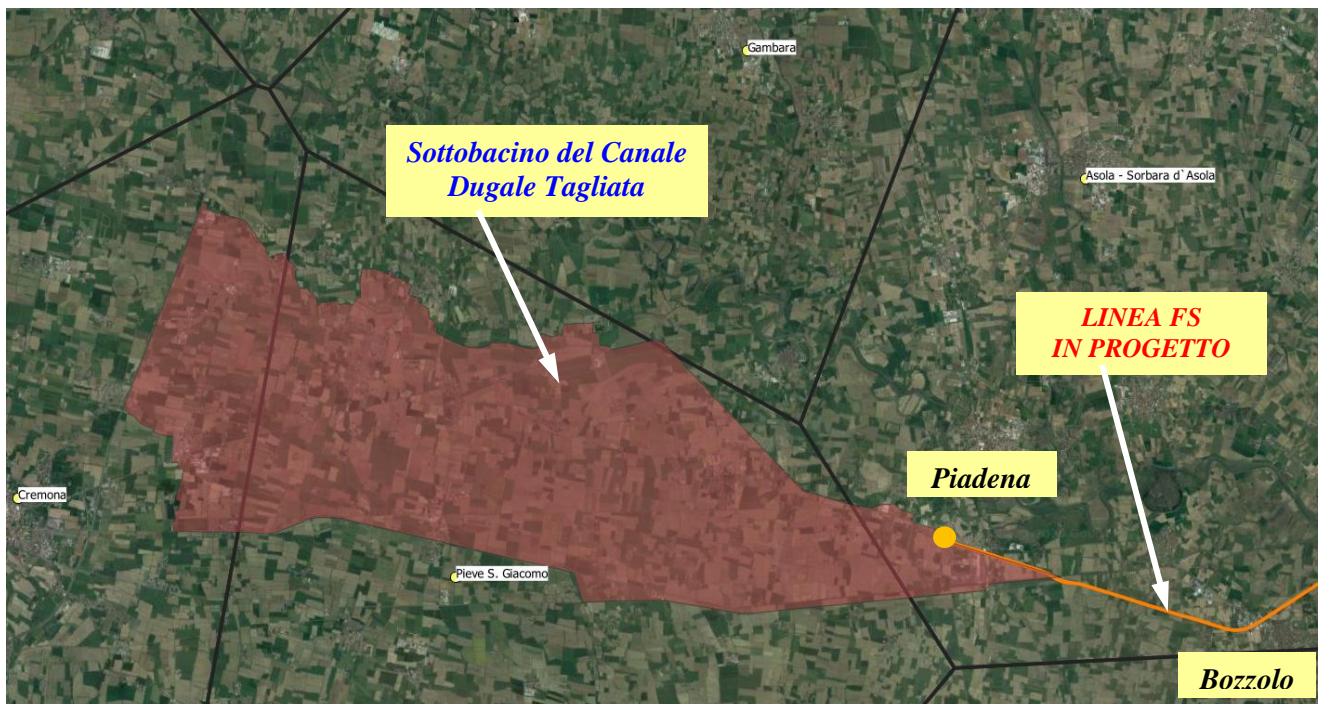 Gambara
Sottobacino del Canale
Dugale Tagliata
Asola - Sorbara d`Asola
LINEA FS
IN PROGETTO
Piadena
Cremona
Pieve S. Giacomo
Bozzolo